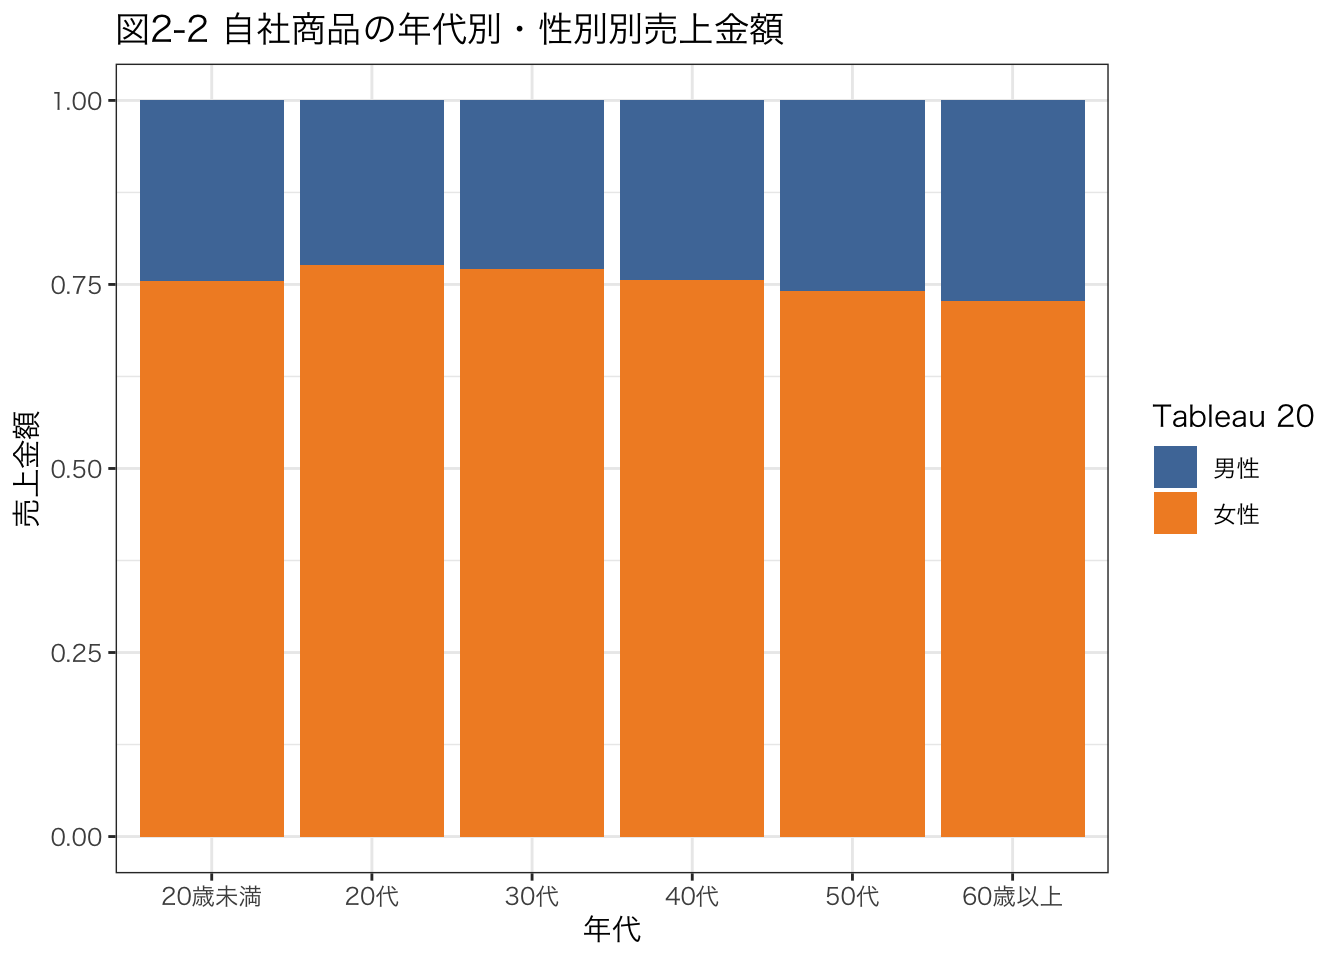 図2-2 自社商品の年代別・性別別売上金額
売上金額
1.00
0.75
0.50
0.25
0.00
20歳未満
20代
30代
40代
50代
60歳以上
年代
Tableau 20
男性
女性